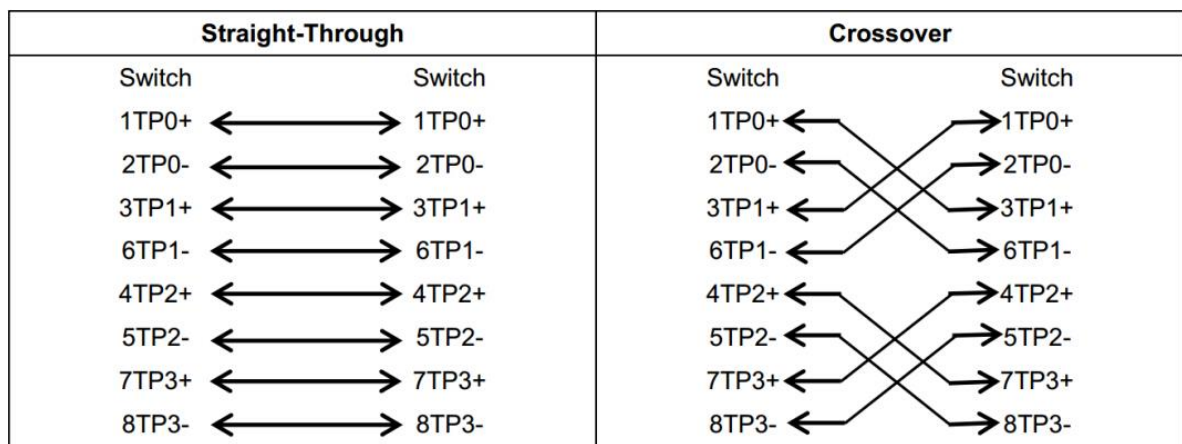 Straight-Through Crossover
Switch Switch Switch Switch
1TP0+ 1TP0+ 1TP0+ 1TP0+
2TP0- 2TP0- 2TP0- 2TP0-
3TP1+ 3TP1+ 3TP1+ 3TP1+
6TP1- 6TP1- 6TP1- 6TP1-
4TP2+ 4TP2+ 4TP2+ 4TP2+
5TP2- 5TP2- 5TP2- 5TP2-
7TP3+ 7TP3+ 7TP3+ 7TP3+
8TP3- 8TP3- 8TP3- 8TP3-